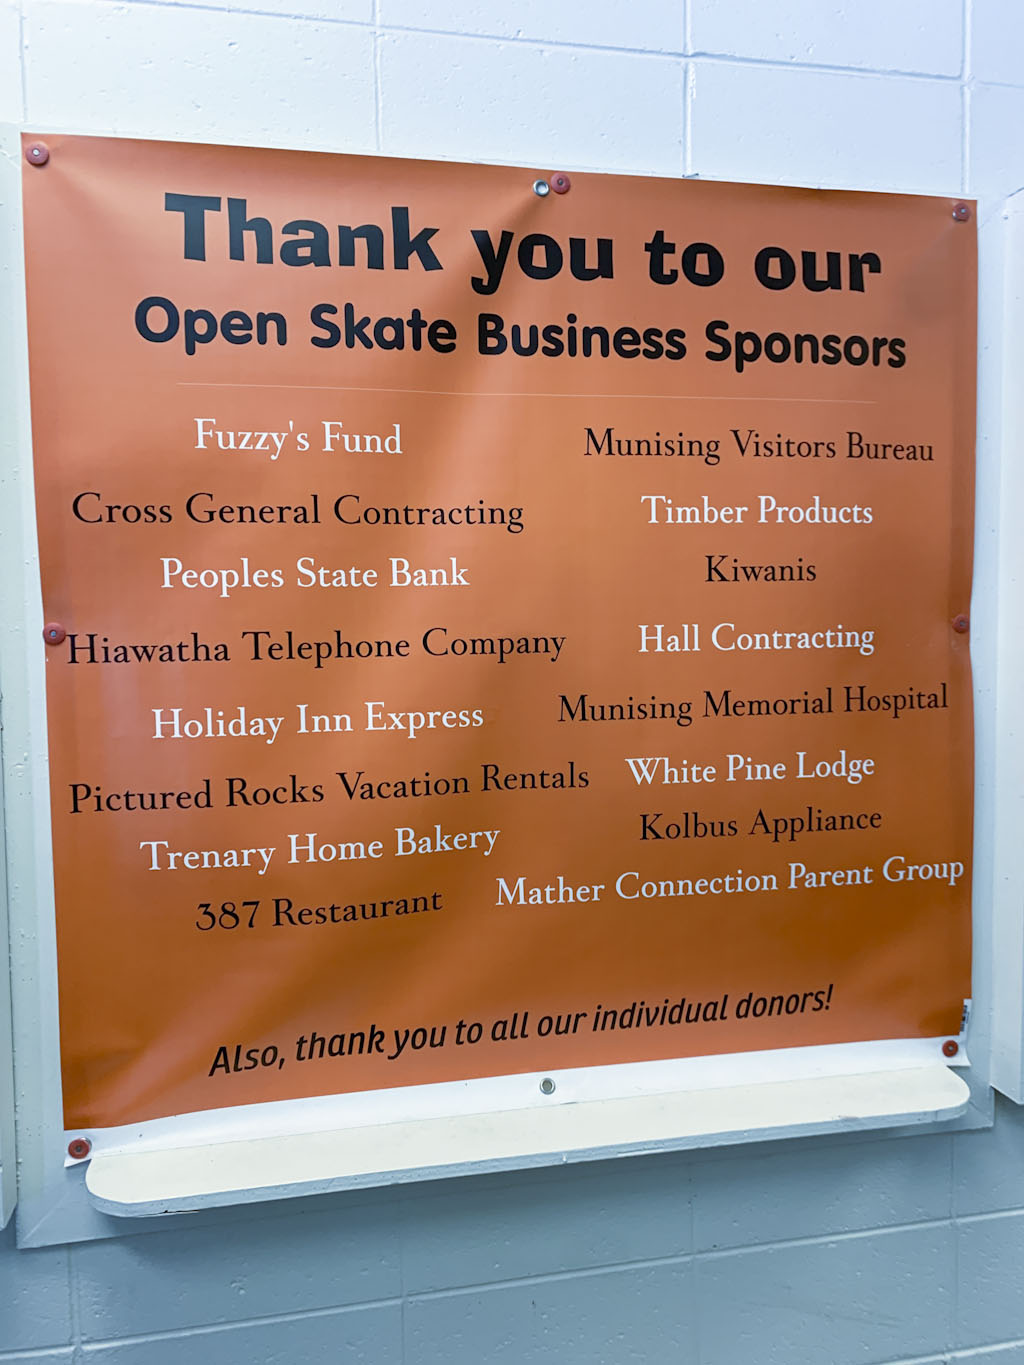 Thank you to our
Open Skate Business Sponsors
Fuzzy's Fund
Cross General Contracting
Peoples State Bank
Hiawatha Telephone Company
Holiday Inn Express
Pictured Rocks Vacation Rentals
Trenary Home Bakery
387 Restaurant
Munising Visitors Bureau
Timber Products
Kiwanis
Hall Contracting
Munising Memorial Hospital
White Pine Lodge
Kolbus Appliance
Mather Connection Parent Group
Also, thank you to all our individual donors!